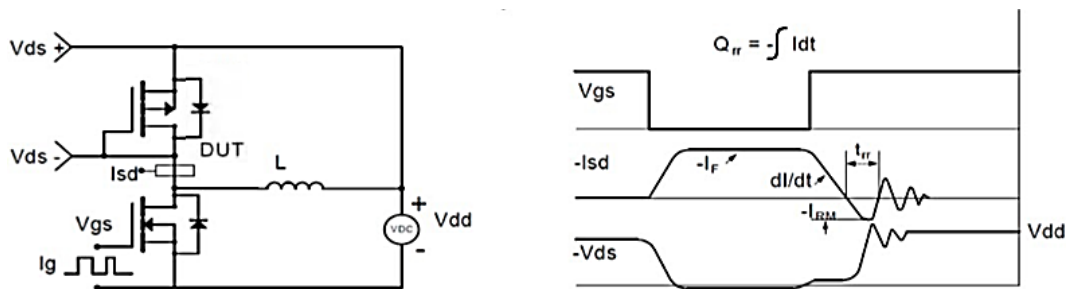 Vds +
Vds -
DUT
Isd
L
Vgs
Ig
+
VDC
-
Vdd
Qrr = -∫ Idt
Vgs
-Isd
-IF
dI/dt
trr
-IRM
-Vds
Vdd